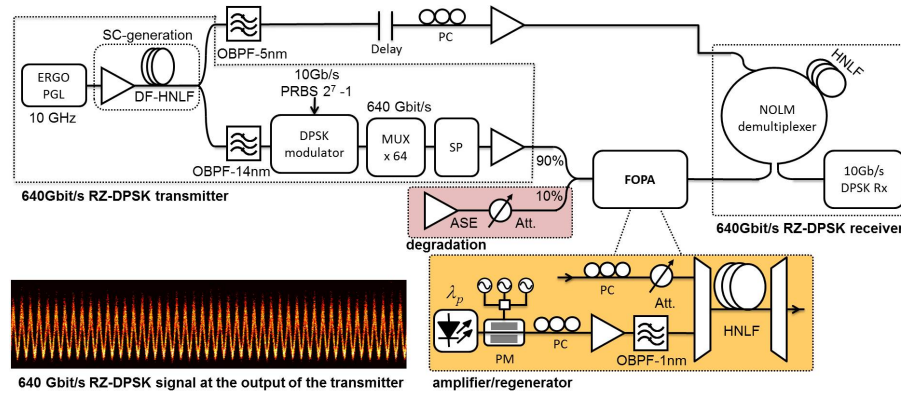 SC-generation
OBPF-5nm
Delay
PC
ERGO
PGL
10 GHz
DF-HNLF
10Gb/s
PRBS 2⁷ -1
640 Gbit/s
DPSK
modulator
MUX
x 64
SP
OBPF-14nm
90%
10%
640Gbit/s RZ-DPSK transmitter
ASE
Att.
degradation
FOPA
HNLF
NOLM
demultiplexer
10Gb/s
DPSK Rx
640Gbit/s RZ-DPSK receiver
λp
PM
PC
OBPF-1nm
PC
Att.
HNLF
amplifier/regenerator
640 Gbit/s RZ-DPSK signal at the output of the transmitter